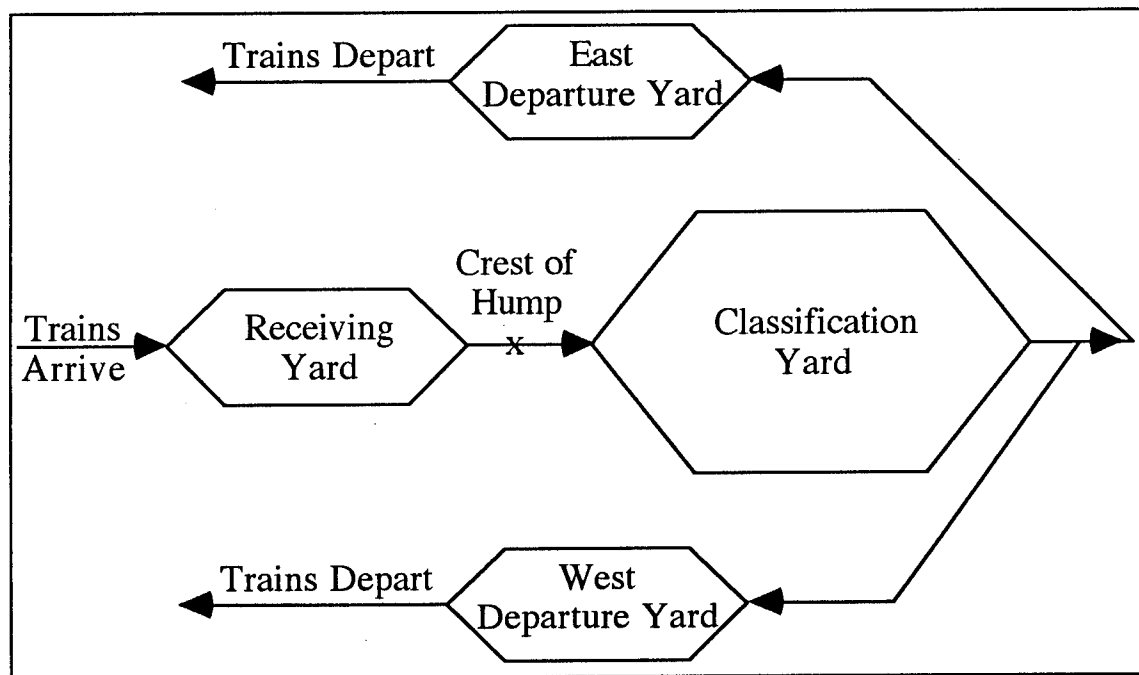 Trains Depart
East
Departure Yard
Crest of
Hump
x
Trains
Arrive
Receiving
Yard
Classification
Yard
Trains Depart
West
Departure Yard